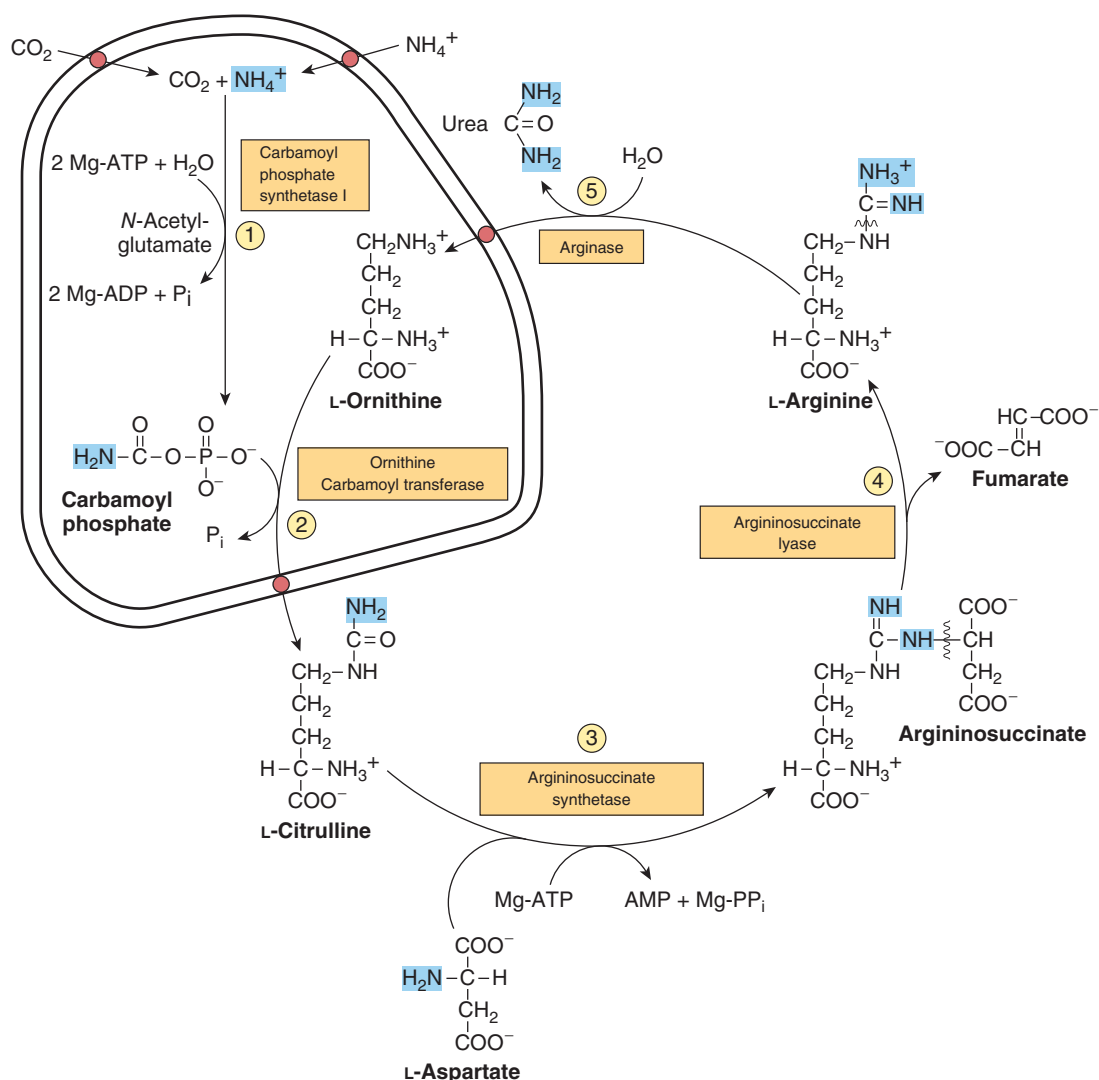 CO₂
NH₄⁺
CO₂ + NH₄⁺
2 Mg-ATP + H₂O
Carbamoyl
phosphate
synthetase I
N-Acetyl-
glutamate
1
2 Mg-ADP + Pᵢ
O O
H₂N–C–O–P–O⁻
O⁻
Carbamoyl
phosphate
Pᵢ
CH₂NH₃⁺
CH₂
CH₂
H–C–NH₃⁺
COO⁻
L-Ornithine
Ornithine
Carbamoyl transferase
2
NH₂
C=O
CH₂–NH
CH₂
CH₂
H–C–NH₃⁺
COO⁻
L-Citrulline
3
Argininosuccinate
synthetase
Mg-ATP
AMP + Mg-PPᵢ
COO⁻
H₂N–C–H
CH₂
COO⁻
L-Aspartate
NH COO⁻
C–NH–CH
CH₂–NH CH₂
CH₂ COO⁻
CH₂
H–C–NH₃⁺
COO⁻
Argininosuccinate
4
Argininosuccinate
lyase
HC–COO⁻
⁻OOC–CH
Fumarate
NH₃⁺
C=NH
CH₂–NH
CH₂
CH₂
H–C–NH₃⁺
COO⁻
L-Arginine
5
Arginase
H₂O
NH₂
Urea C=O
NH₂